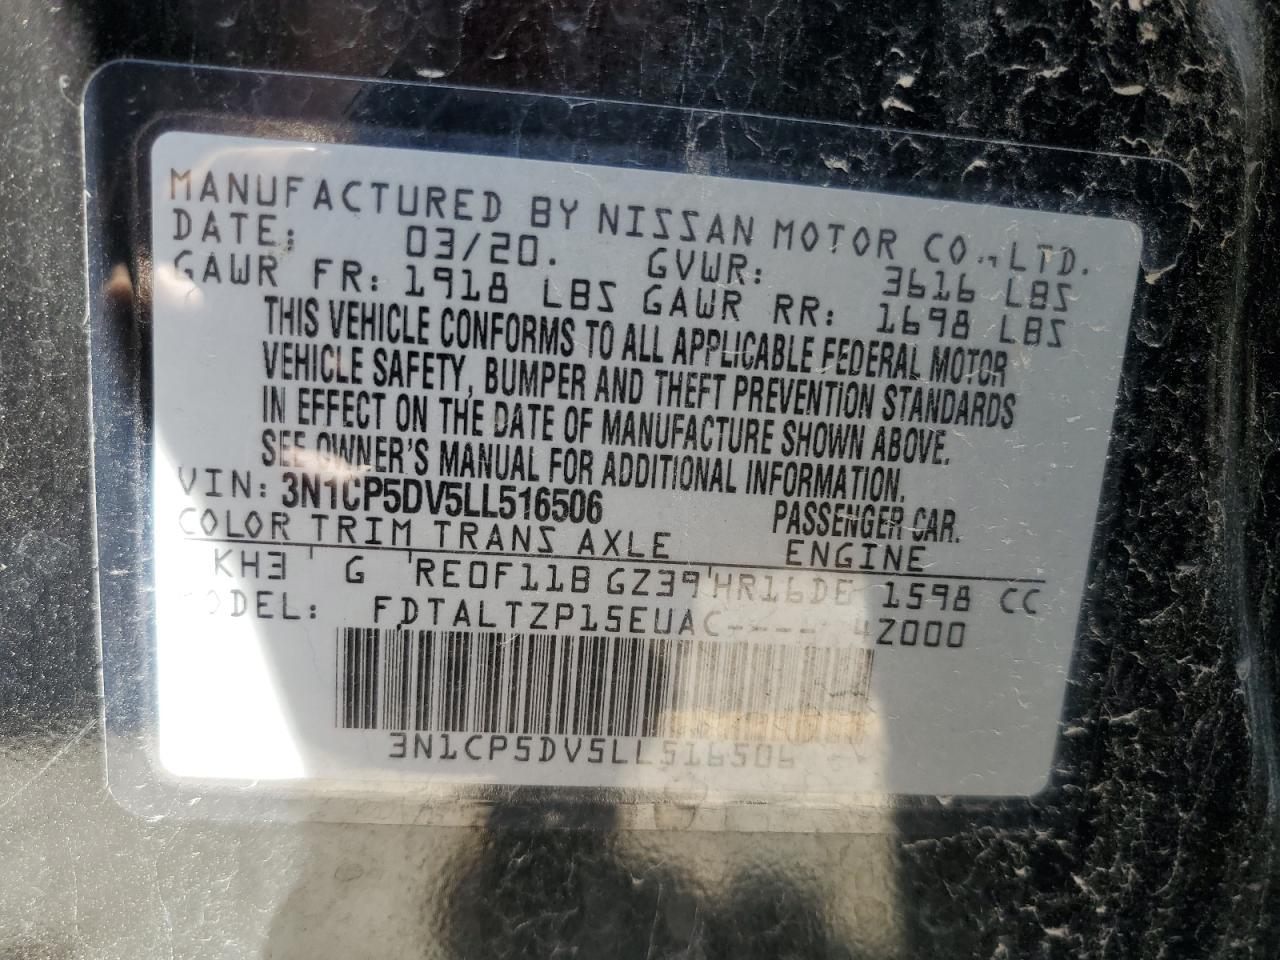 MANUFACTURED BY NISSAN MOTOR CO., LTD.
DATE: 03/20. GVWR: 3616 LBS
GAWR FR: 1918 LBS GAWR RR: 1698 LBS
THIS VEHICLE CONFORMS TO ALL APPLICABLE FEDERAL MOTOR
VEHICLE SAFETY, BUMPER AND THEFT PREVENTION STANDARDS
IN EFFECT ON THE DATE OF MANUFACTURE SHOWN ABOVE.
SEE OWNER'S MANUAL FOR ADDITIONAL INFORMATION.
VIN: 3N1CP5DV5LL516506 PASSENGER CAR.
COLOR TRIM TRANS AXLE ENGINE
KH3 G RE0F11B GZ39 HR16DE 1598 CC
MODEL: FDTALTZP15EUAC---- 4Z000
3N1CP5DV5LL516506